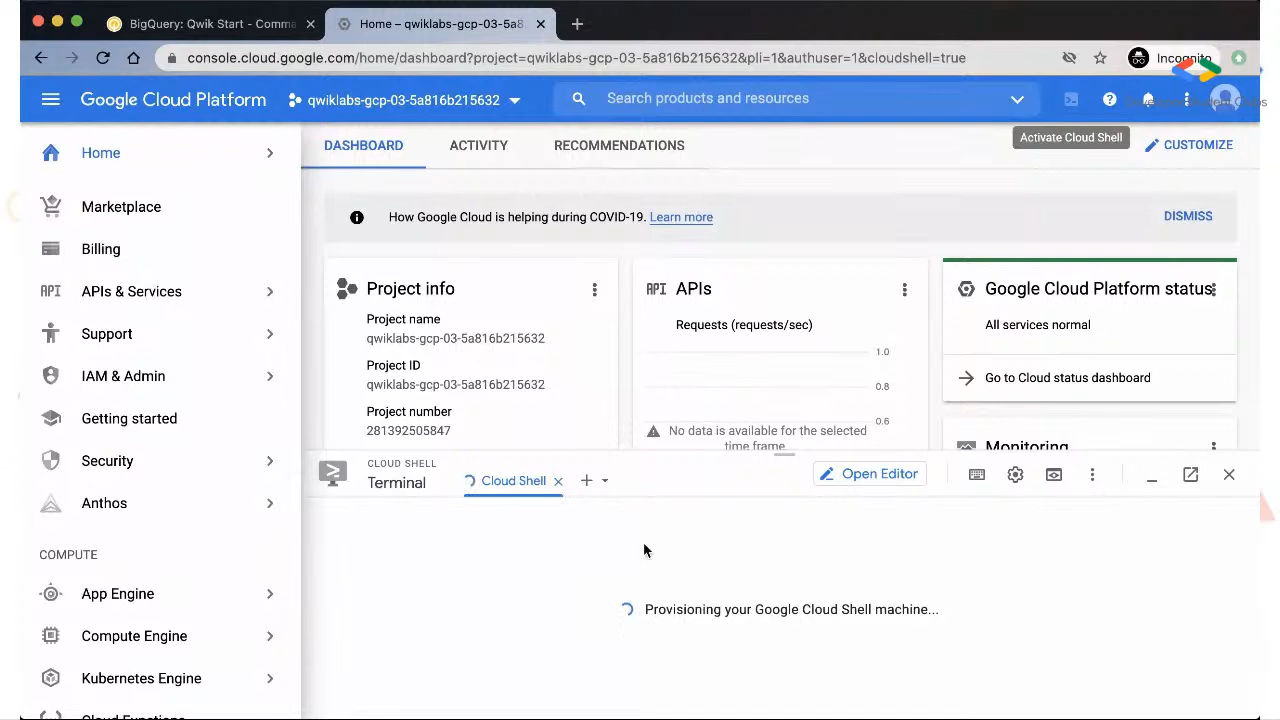 BigQuery: Qwik Start - Comma
Home – qwiklabs-gcp-03-5a8
console.cloud.google.com/home/dashboard?project=qwiklabs-gcp-03-5a816b215632&pli=1&authuser=1&cloudshell=true
Incognito
Google Cloud Platform
qwiklabs-gcp-03-5a816b215632
Search products and resources
Activate Cloud Shell
Home
DASHBOARD
ACTIVITY
RECOMMENDATIONS
CUSTOMIZE
Marketplace
Billing
APIs & Services
Support
IAM & Admin
Getting started
Security
Anthos
COMPUTE
App Engine
Compute Engine
Kubernetes Engine
Cloud Functions
How Google Cloud is helping during COVID-19. Learn more
DISMISS
Project info
Project name
qwiklabs-gcp-03-5a816b215632
Project ID
qwiklabs-gcp-03-5a816b215632
Project number
281392505847
API APIs
Requests (requests/sec)
1.0
0.8
0.6
No data is available for the selected
time frame.
Google Cloud Platform status
All services normal
Go to Cloud status dashboard
Monitoring
CLOUD SHELL
Terminal
Cloud Shell
Open Editor
Provisioning your Google Cloud Shell machine...